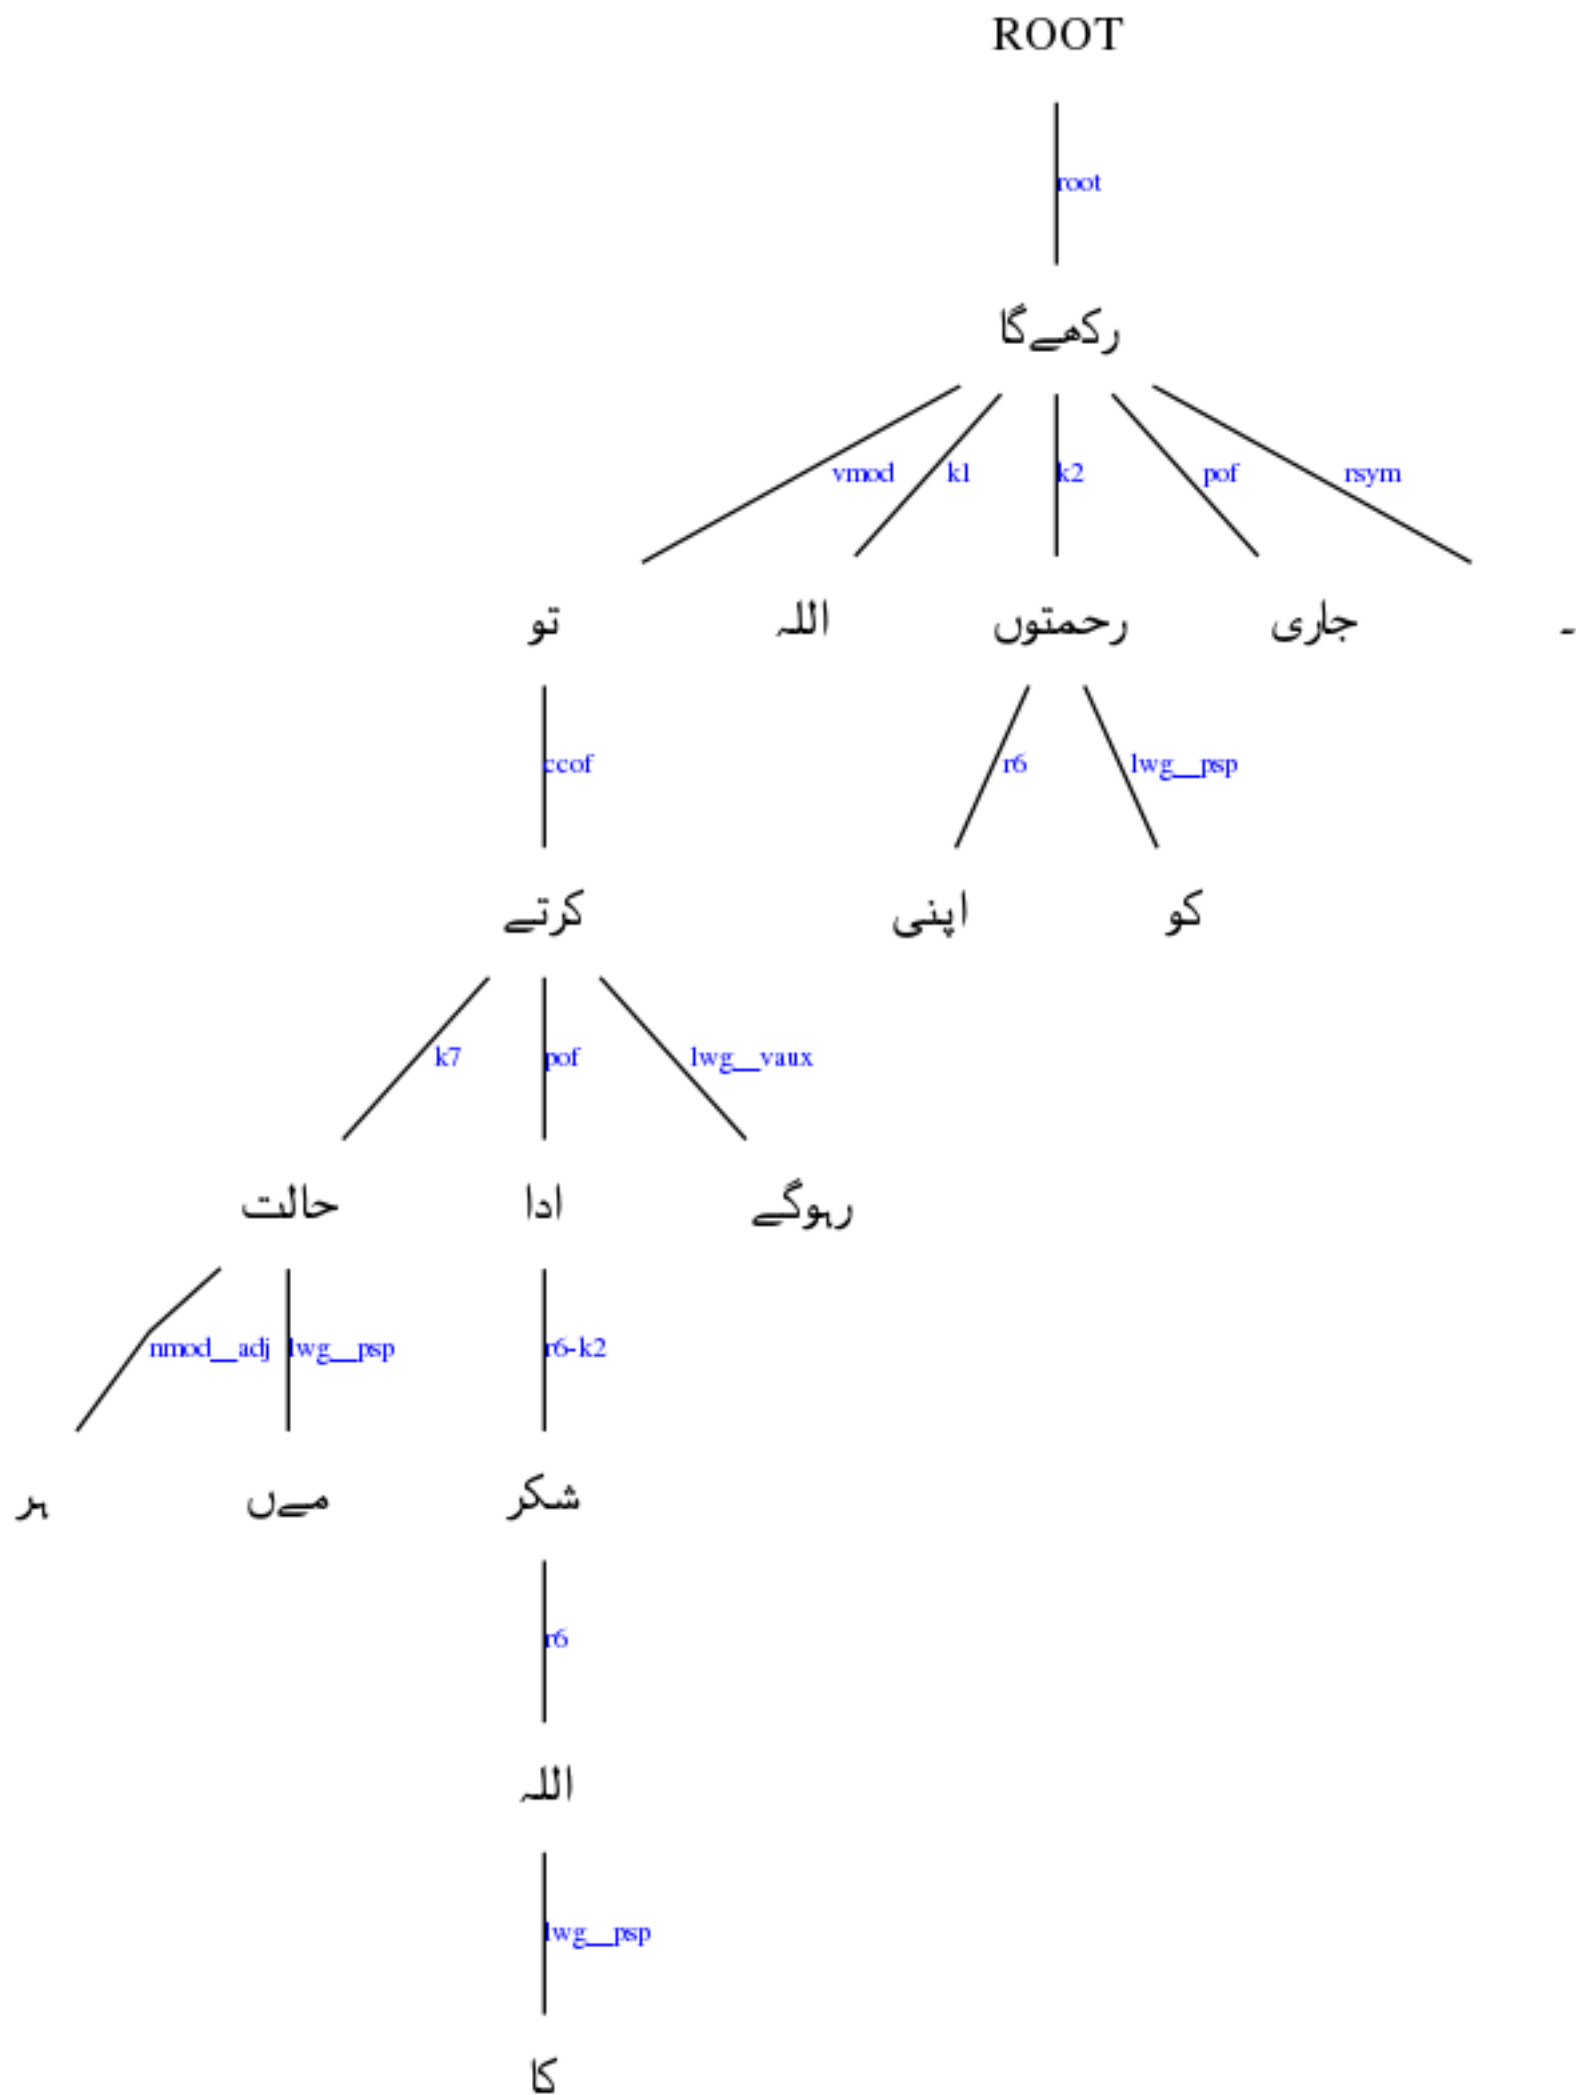 ROOT
root
رکھےگا
vmod k1 k2 pof rsym
تو اللہ رحمتوں جاری ۔
ccof r6 lwg__psp
کرتے اپنی کو
k7 pof lwg__vaux
حالت ادا رہوگے
nmod__adj lwg__psp r6-k2
ہر مےں شکر
r6
اللہ
lwg__psp
کا